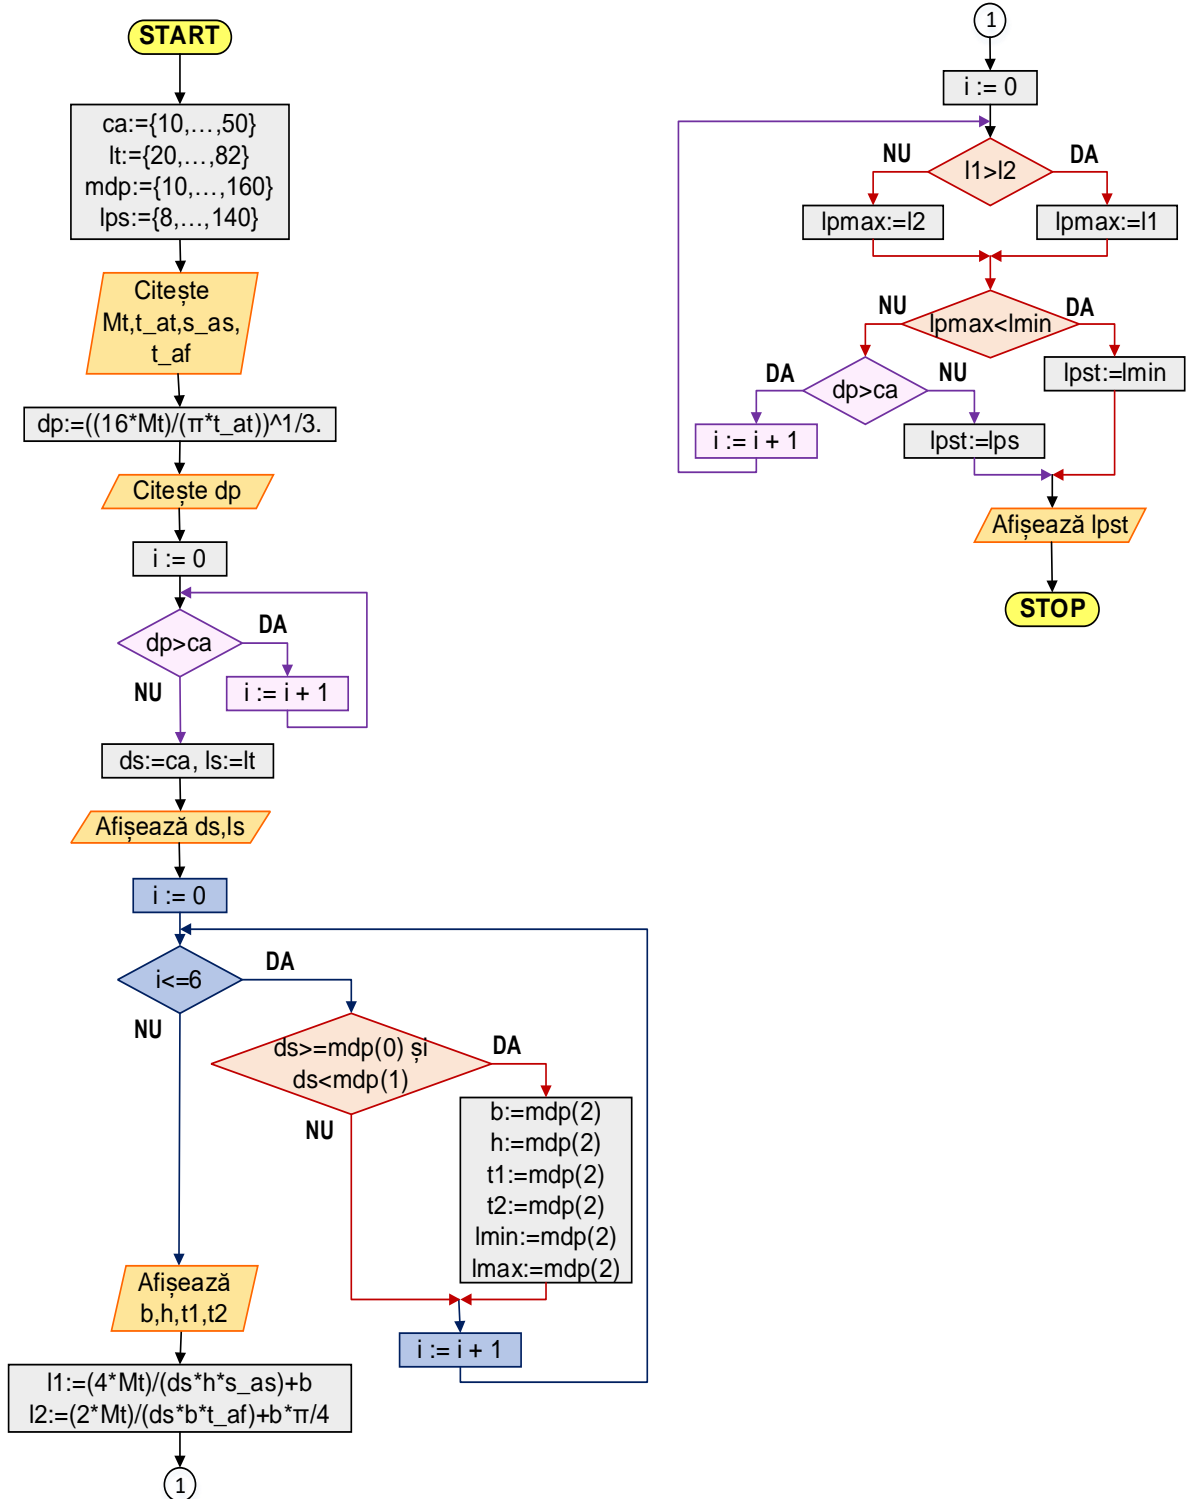 START
ca:={10,...,50}
lt:={20,...,82}
mdp:={10,...,160}
lps:={8,...,140}
Citește
Mt,t_at,s_as,
t_af
dp:=((16*Mt)/(π*t_at))^1/3.
Citește dp
i := 0
dp>ca
DA
NU
i := i + 1
ds:=ca, ls:=lt
Afișează ds,ls
i := 0
i<=6
DA
NU
ds>=mdp(0) și
ds<mdp(1)
DA
NU
b:=mdp(2)
h:=mdp(2)
t1:=mdp(2)
t2:=mdp(2)
lmin:=mdp(2)
lmax:=mdp(2)
i := i + 1
Afișează
b,h,t1,t2
l1:=(4*Mt)/(ds*h*s_as)+b
l2:=(2*Mt)/(ds*b*t_af)+b*π/4
1
1
i := 0
NU
DA
l1>l2
lpmax:=l2
lpmax:=l1
NU
DA
lpmax<lmin
lpst:=lmin
DA
NU
dp>ca
i := i + 1
lpst:=lps
Afișează lpst
STOP